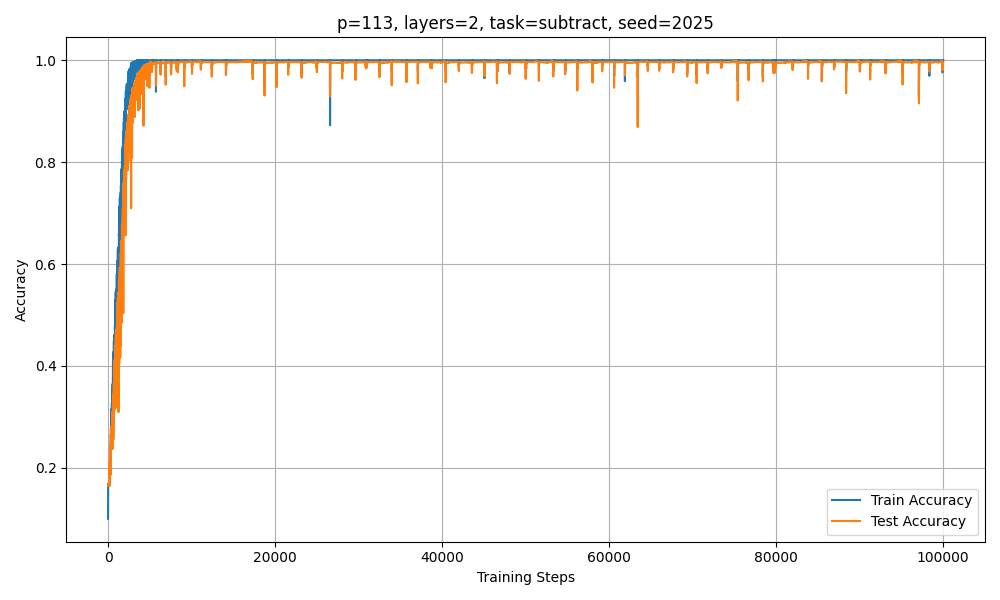 p=113, layers=2, task=subtract, seed=2025
1.0
0.8
0.6
0.4
0.2
Accuracy
0 20000 40000 60000 80000 100000
Training Steps
Train Accuracy
Test Accuracy